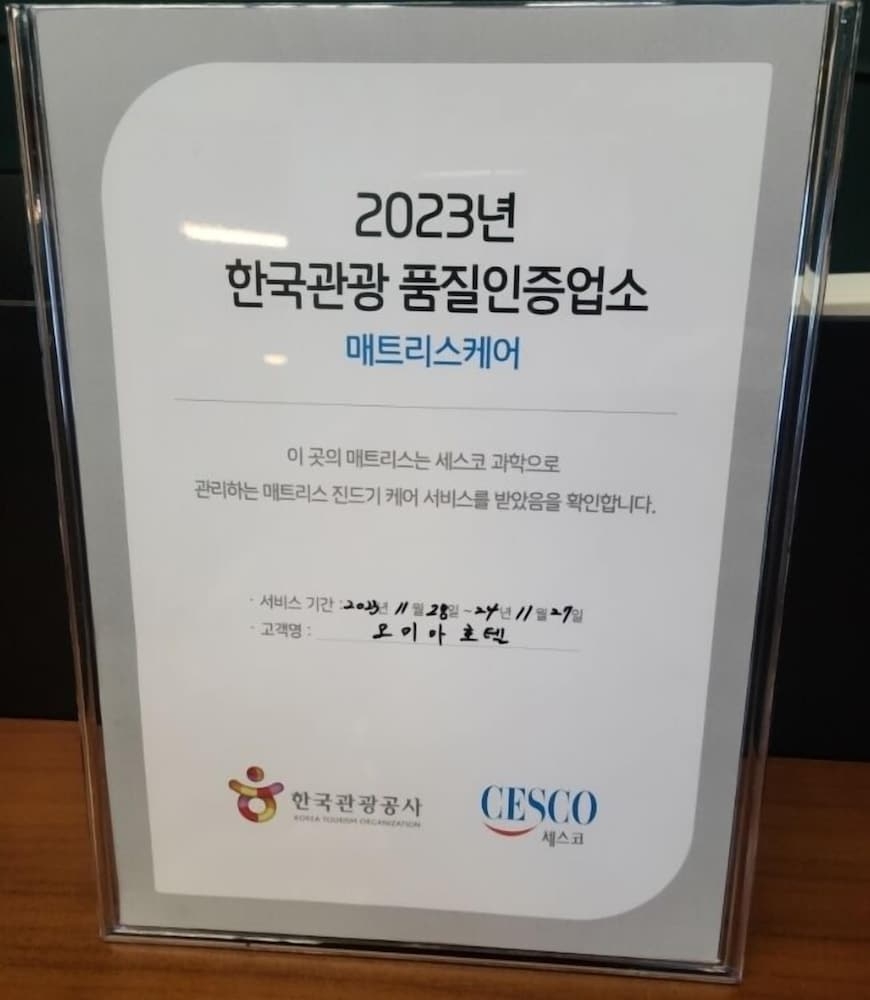 2023년
한국관광 품질인증업소
매트리스케어
이 곳의 매트리스는 세스코 과학으로
관리하는 매트리스 진드기 케어 서비스를 받았음을 확인합니다.
· 서비스 기간 : 2023년 11월 28일 ~ 24년 11월 27일
· 고객명 : 오미아 호텔
한국관광공사
KOREA TOURISM ORGANIZATION
CESCO
세스코